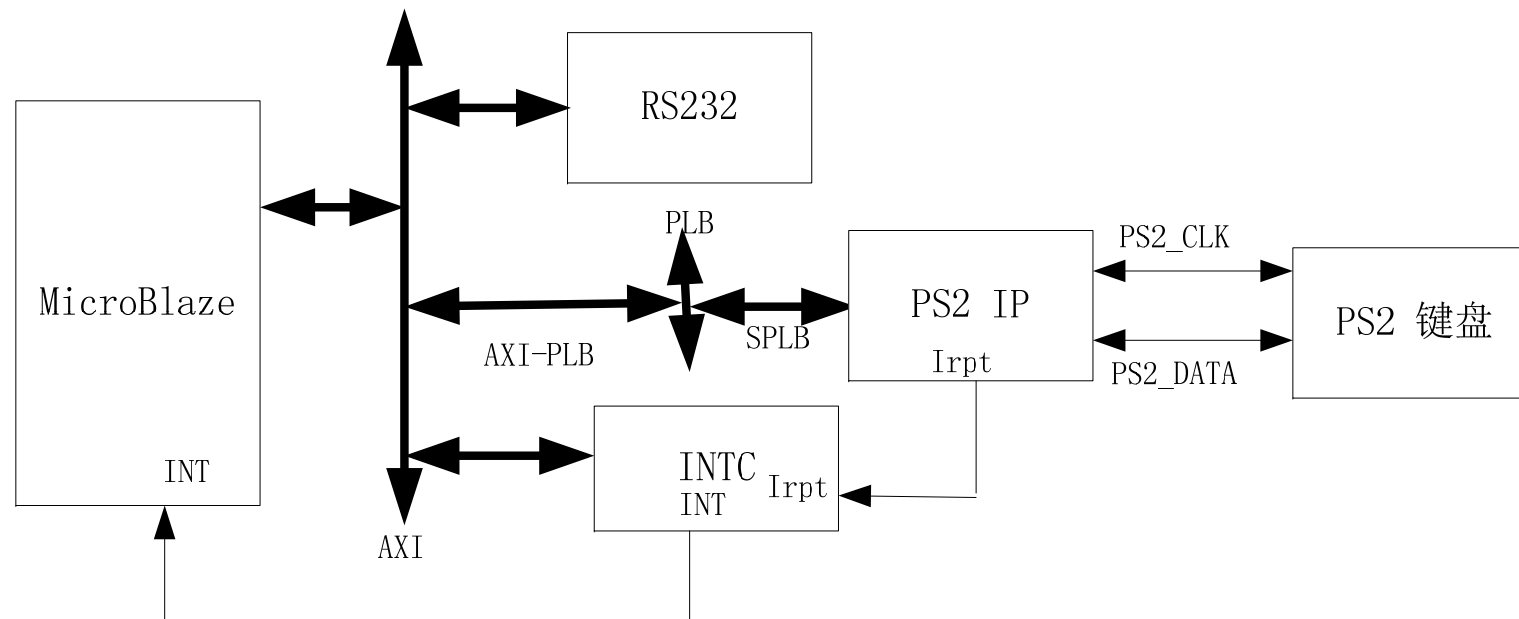 RS232
PLB
PS2_CLK
MicroBlaze
PS2 IP
PS2 键盘
SPLB
AXI-PLB
Irpt
PS2_DATA
INT
INTC
Irpt
INT
AXI